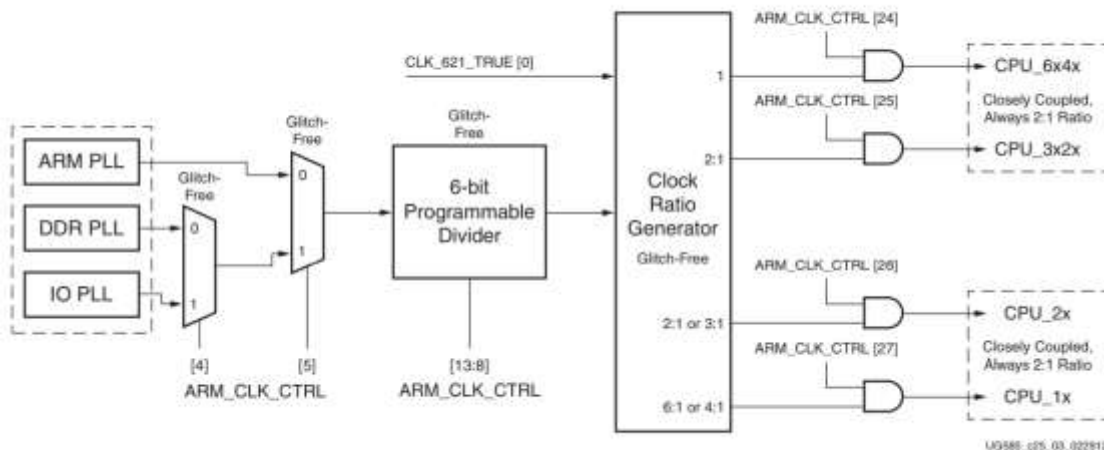 ARM_CLK_CTRL [24]
CLK_621_TRUE [0]
CPU_6x4x
1
ARM_CLK_CTRL [25]
Closely Coupled,
Always 2:1 Ratio
CPU_3x2x
2:1
Glitch-
Free
Glitch-
Free
ARM PLL
DDR PLL
IO PLL
Glitch-
Free
0
1
0
1
6-bit
Programmable
Divider
Clock
Ratio
Generator
Glitch-Free
ARM_CLK_CTRL [26]
2:1 or 3:1
CPU_2x
Closely Coupled,
Always 2:1 Ratio
ARM_CLK_CTRL [27]
6:1 or 4:1
CPU_1x
[4]
[5]
ARM_CLK_CTRL
[13:8]
ARM_CLK_CTRL
UG585_c25_03_022912